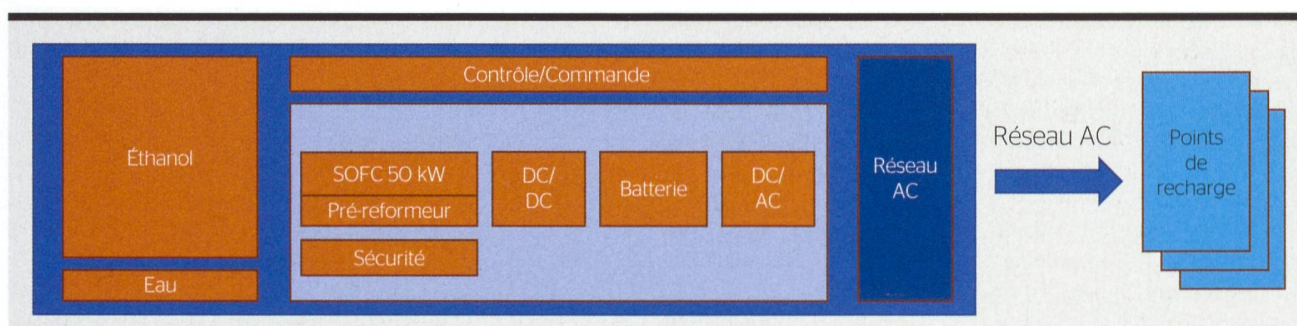 Contrôle/Commande
Éthanol
Eau
SOFC 50 kW
Pré-reformeur
Sécurité
DC/
DC
Batterie
DC/
AC
Réseau
AC
Réseau AC
Points
de
recharge